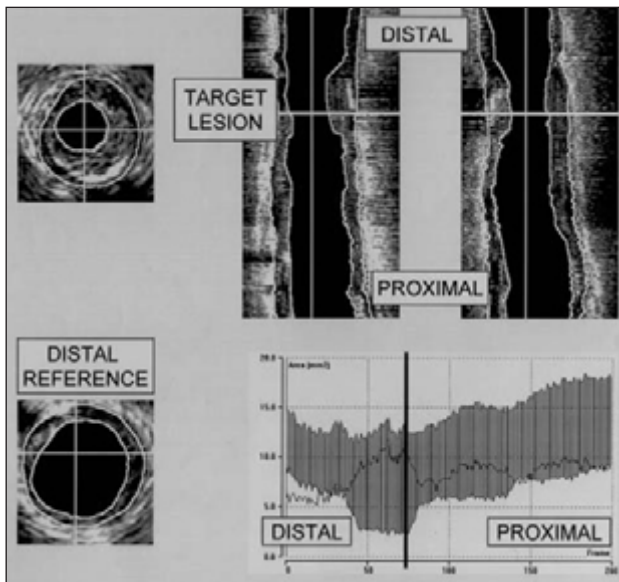 DISTAL
TARGET
LESION
PROXIMAL
DISTAL
REFERENCE
20.0
Area [mm2]
15.0
10.0
5.0
DISTAL
PROXIMAL
Frame
0.0
0
50
100
150
200